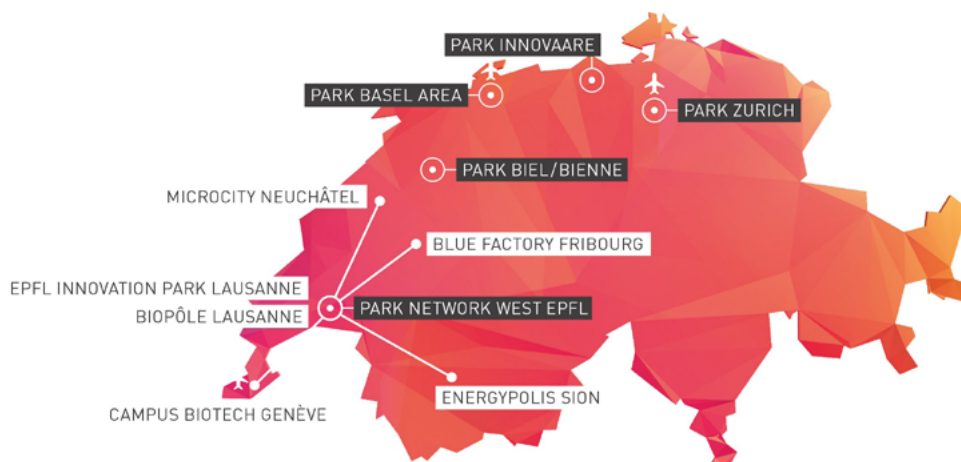 PARK INNOVAARE
PARK BASEL AREA
PARK ZURICH
PARK BIEL/BIENNE
MICROCITY NEUCHÂTEL
BLUE FACTORY FRIBOURG
EPFL INNOVATION PARK LAUSANNE
BIOPÔLE LAUSANNE
PARK NETWORK WEST EPFL
ENERGYPOLIS SION
CAMPUS BIOTECH GENÈVE